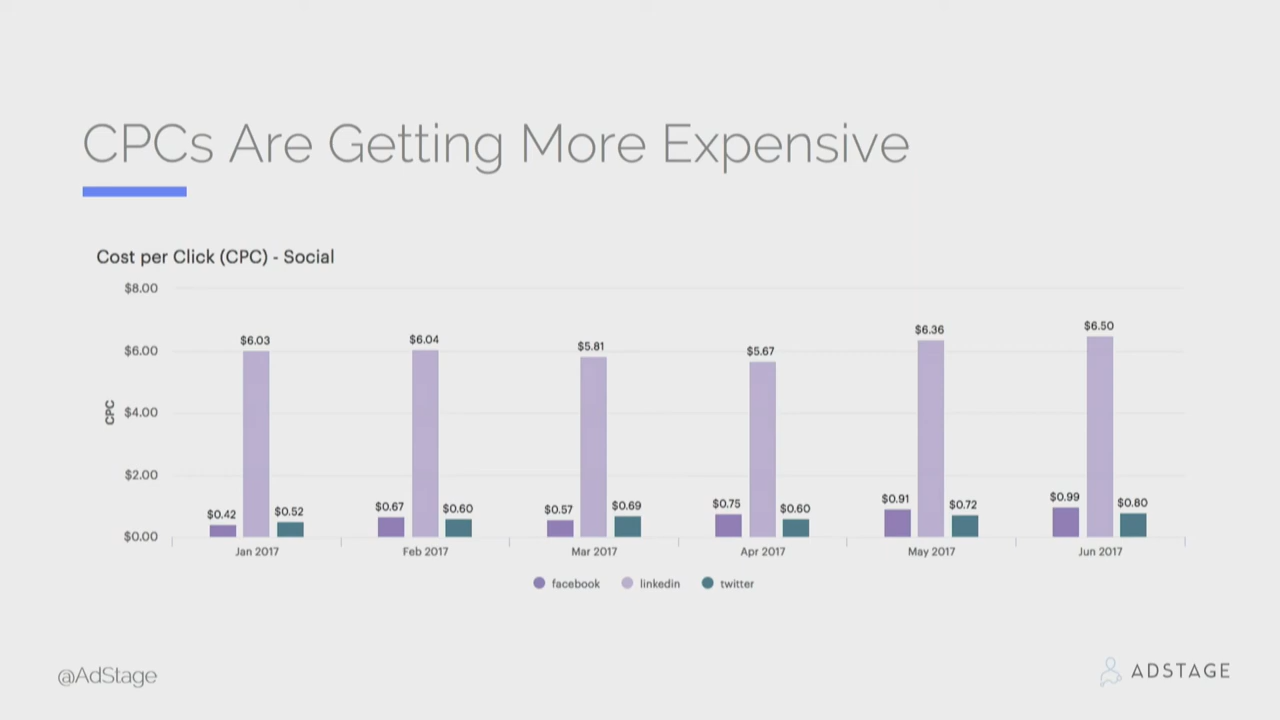 CPCs Are Getting More Expensive
Cost per Click (CPC) - Social
$8.00
$6.00
$4.00
$2.00
$0.00
CPC
$0.42 $6.03 $0.52
$0.67 $6.04 $0.60
$0.57 $5.81 $0.69
$0.75 $5.67 $0.60
$0.91 $6.36 $0.72
$0.99 $6.50 $0.80
Jan 2017 Feb 2017 Mar 2017 Apr 2017 May 2017 Jun 2017
facebook linkedin twitter
@AdStage
ADSTAGE